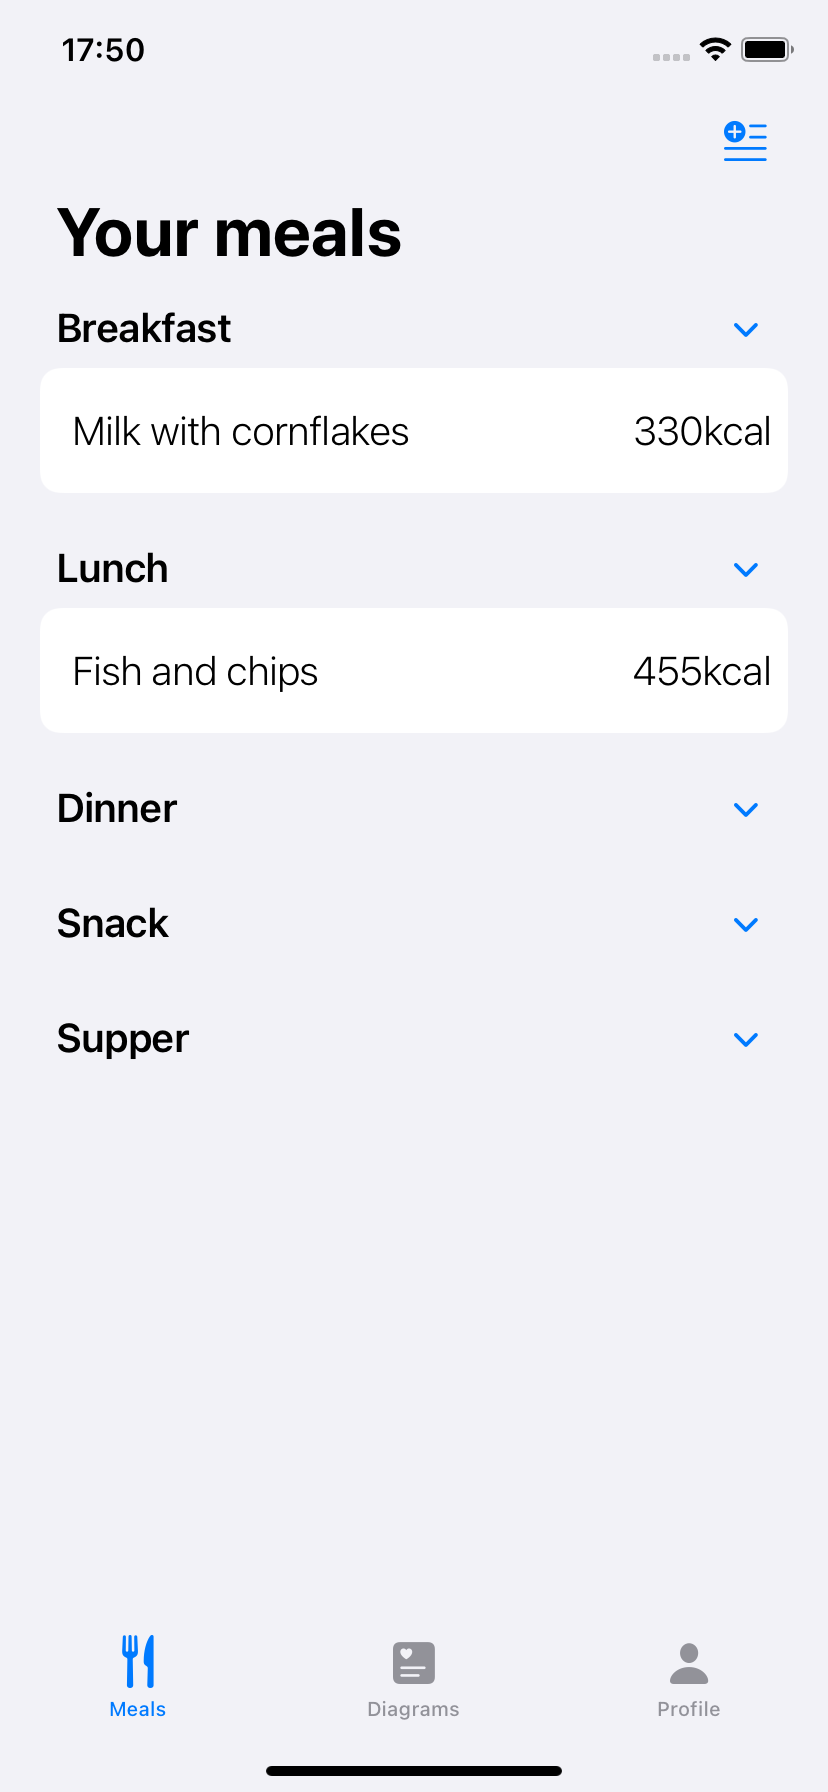 17:50
Your meals
Breakfast
Milk with cornflakes 330kcal
Lunch
Fish and chips 455kcal
Dinner
Snack
Supper
Meals Diagrams Profile